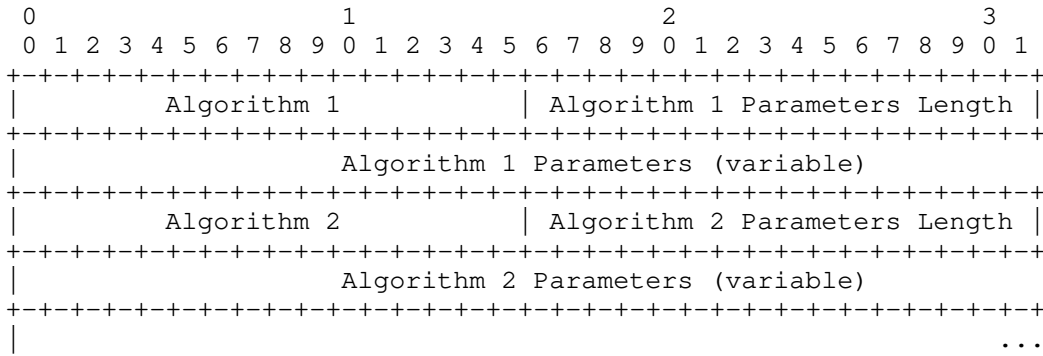 0                   1                   2                   3
 0 1 2 3 4 5 6 7 8 9 0 1 2 3 4 5 6 7 8 9 0 1 2 3 4 5 6 7 8 9 0 1
+-+-+-+-+-+-+-+-+-+-+-+-+-+-+-+-+-+-+-+-+-+-+-+-+-+-+-+-+-+-+-+-+
|         Algorithm 1           | Algorithm 1 Parameters Length |
+-+-+-+-+-+-+-+-+-+-+-+-+-+-+-+-+-+-+-+-+-+-+-+-+-+-+-+-+-+-+-+-+
|                    Algorithm 1 Parameters (variable)
+-+-+-+-+-+-+-+-+-+-+-+-+-+-+-+-+-+-+-+-+-+-+-+-+-+-+-+-+-+-+-+-+
|         Algorithm 2           | Algorithm 2 Parameters Length |
+-+-+-+-+-+-+-+-+-+-+-+-+-+-+-+-+-+-+-+-+-+-+-+-+-+-+-+-+-+-+-+-+
|                    Algorithm 2 Parameters (variable)
+-+-+-+-+-+-+-+-+-+-+-+-+-+-+-+-+-+-+-+-+-+-+-+-+-+-+-+-+-+-+-+-+
|                                                            ...